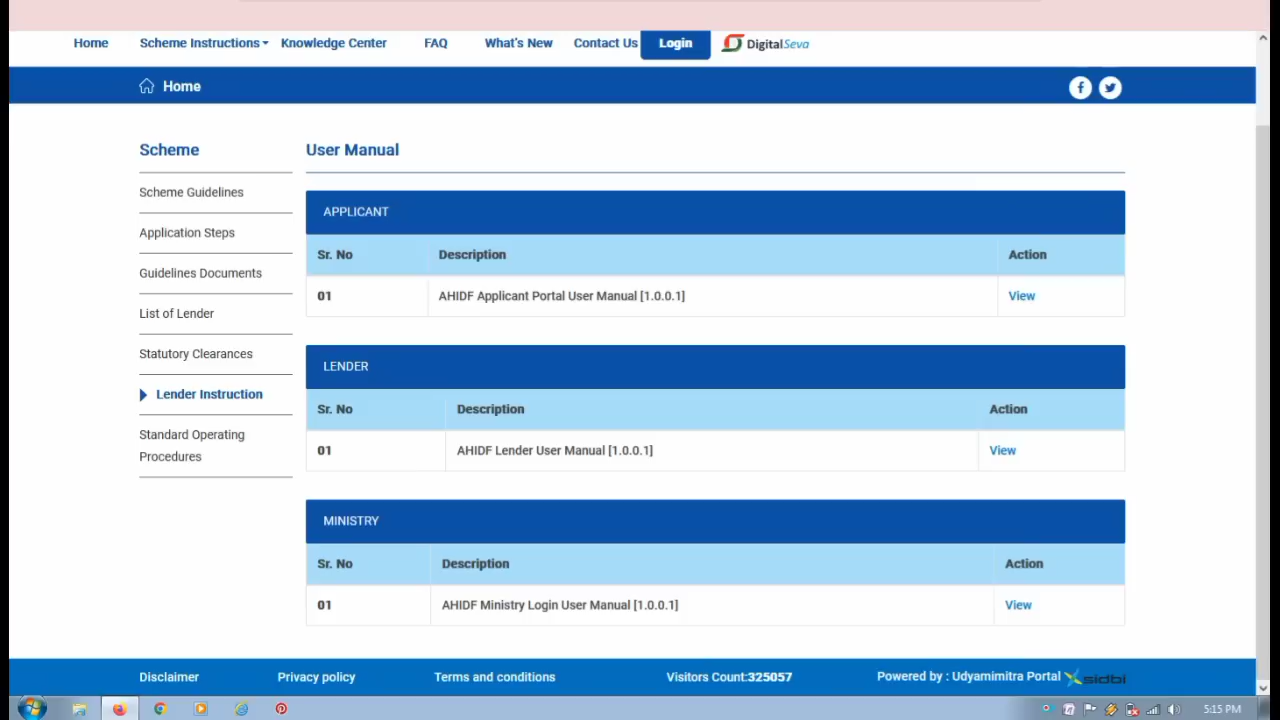 Home Scheme Instructions Knowledge Center FAQ What's New Contact Us Login DigitalSeva
Home
Scheme
Scheme Guidelines
Application Steps
Guidelines Documents
List of Lender
Statutory Clearances
Lender Instruction
Standard Operating
Procedures
User Manual
APPLICANT
Sr. No Description Action
01 AHIDF Applicant Portal User Manual [1.0.0.1] View
LENDER
Sr. No Description Action
01 AHIDF Lender User Manual [1.0.0.1] View
MINISTRY
Sr. No Description Action
01 AHIDF Ministry Login User Manual [1.0.0.1] View
Disclaimer Privacy policy Terms and conditions Visitors Count:325057 Powered by : Udyamimitra Portal sidbi
5:15 PM